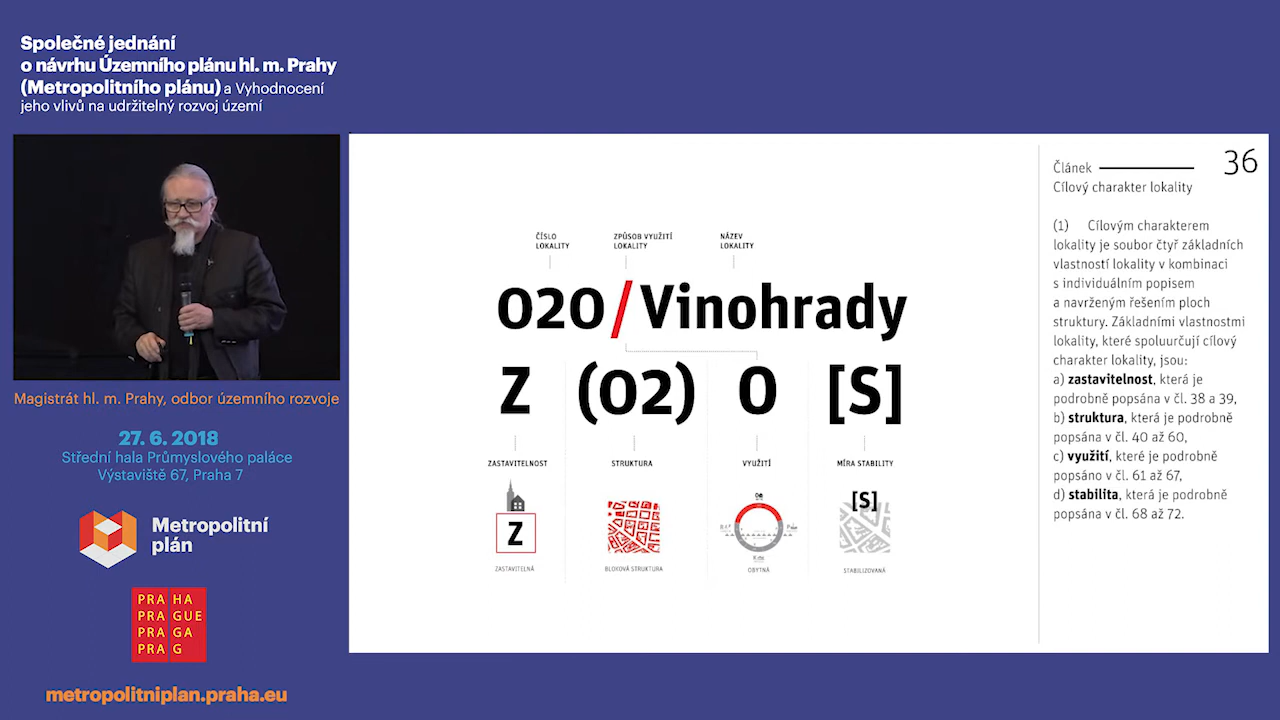 Společné jednání
o návrhu Územního plánu hl. m. Prahy
(Metropolitního plánu) a Vyhodnocení
jeho vlivů na udržitelný rozvoj území
Magistrát hl. m. Prahy, odbor územního rozvoje
27. 6. 2018
Střední hala Průmyslového paláce
Výstaviště 67, Praha 7
Metropolitní
plán
PRA HA
PRA GUE
PRA GA
PRA G
metropolitniplan.praha.eu
ČÍSLO
LOKALITY
ZPŮSOB VYUŽITÍ
LOKALITY
NÁZEV
LOKALITY
020/Vinohrady
Z (02) O [S]
ZASTAVITELNOST
STRUKTURA
VYUŽITÍ
MÍRA STABILITY
Z
[S]
ZASTAVITELNÁ
BLOKOVÁ STRUKTURA
OBYTNÁ
STABILIZOVANÁ
Článek 36
Cílový charakter lokality
(1) Cílovým charakterem
lokality je soubor čtyř základních
vlastností lokality v kombinaci
s individuálním popisem
a navrženým řešením ploch
struktury. Základními vlastnostmi
lokality, které spoluurčují cílový
charakter lokality, jsou:
a) zastavitelnost, která je
podrobně popsána v čl. 38 a 39,
b) struktura, která je podrobně
popsána v čl. 40 až 60,
c) využití, které je podrobně
popsáno v čl. 61 až 67,
d) stabilita, která je podrobně
popsána v čl. 68 až 72.